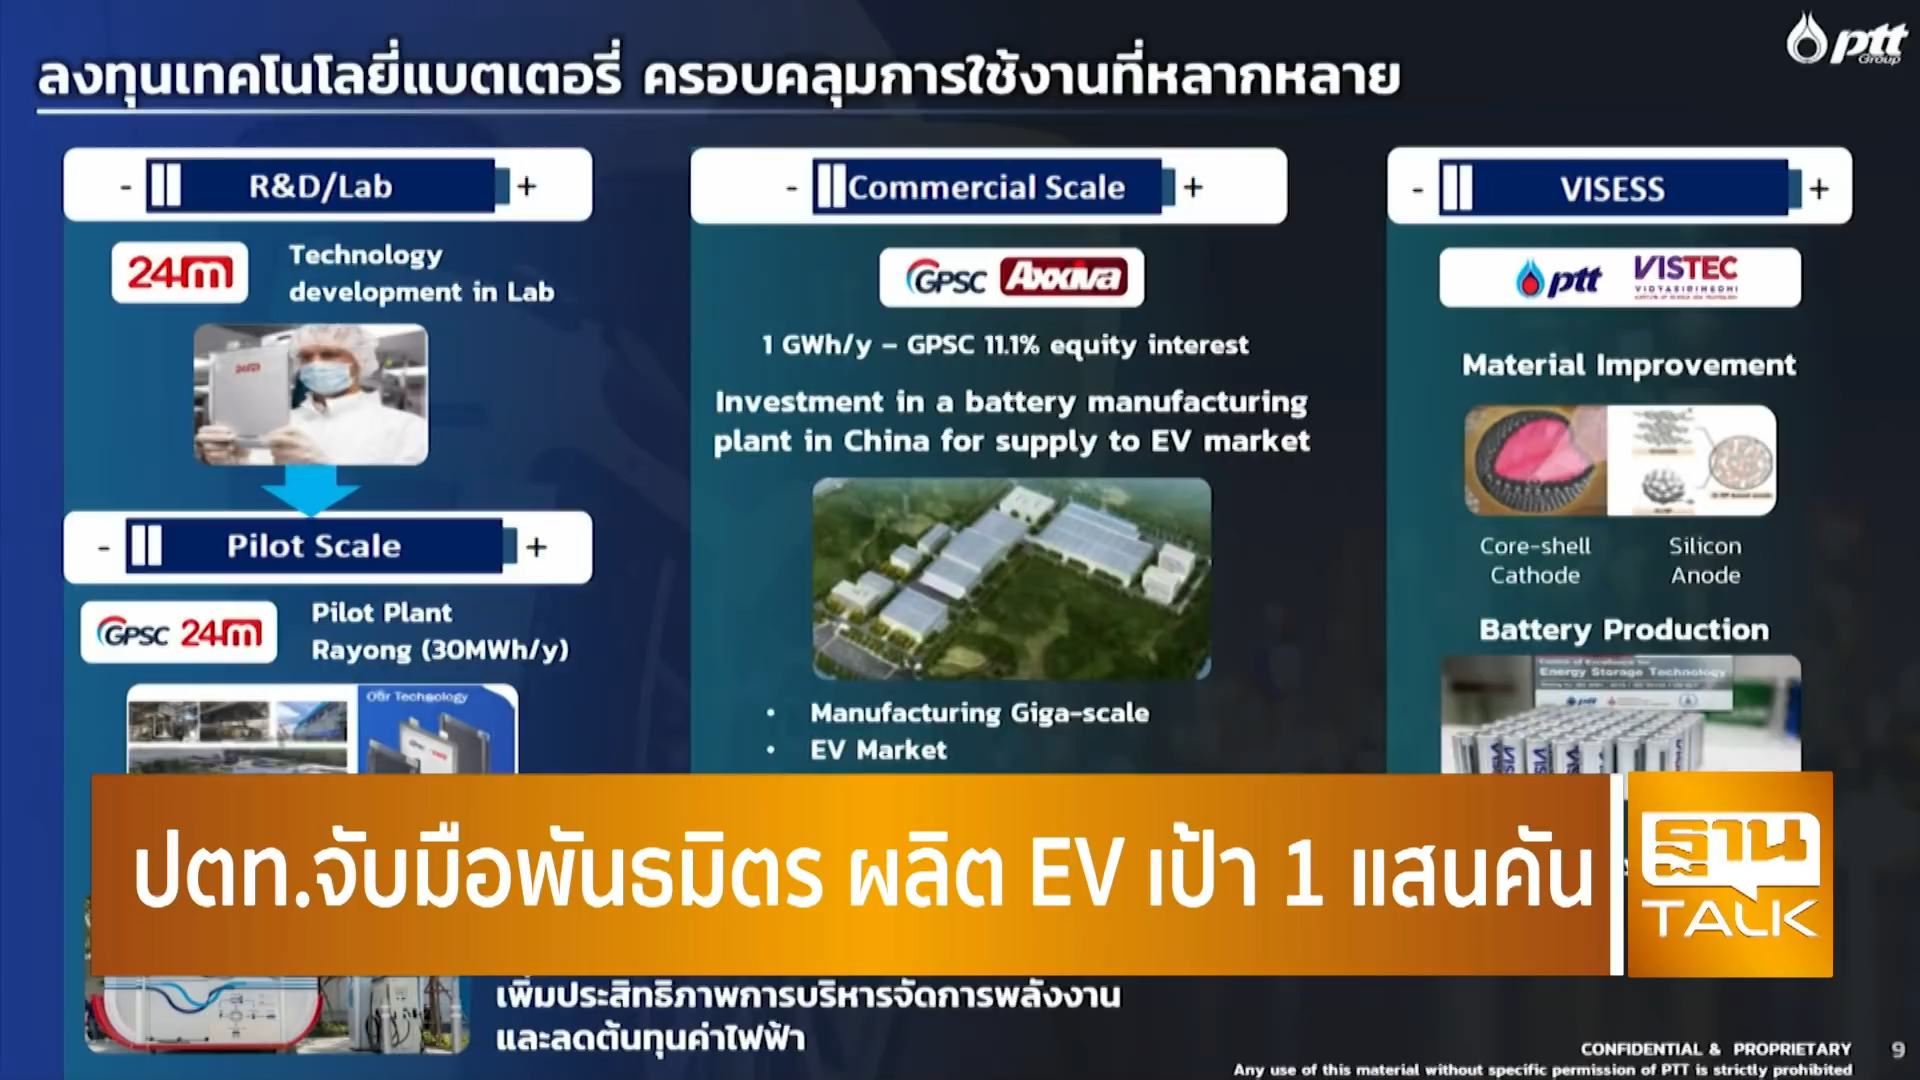 ptt
Group
ลงทุนเทคโนโลยี่แบตเตอรี่ ครอบคลุมการใช้งานที่หลากหลาย
- R&D/Lab +
24m
Technology
development in Lab
- Pilot Scale +
GPSC 24m
Pilot Plant
Rayong (30MWh/y)
Our Technology
- Commercial Scale +
GPSC Axxiva
1 GWh/y – GPSC 11.1% equity interest
Investment in a battery manufacturing
plant in China for supply to EV market
• Manufacturing Giga-scale
• EV Market
- VISESS +
ptt VISTEC
Material Improvement
Core-shell
Cathode
Silicon
Anode
Battery Production
Energy Storage Technology
ปตท.จับมือพันธมิตร ผลิต EV เป้า 1 แสนคัน
ฐาน
TALK
เพิ่มประสิทธิภาพการบริหารจัดการพลังงาน
และลดต้นทุนค่าไฟฟ้า
CONFIDENTIAL & PROPRIETARY 9
Any use of this material without specific permission of PTT is strictly prohibited